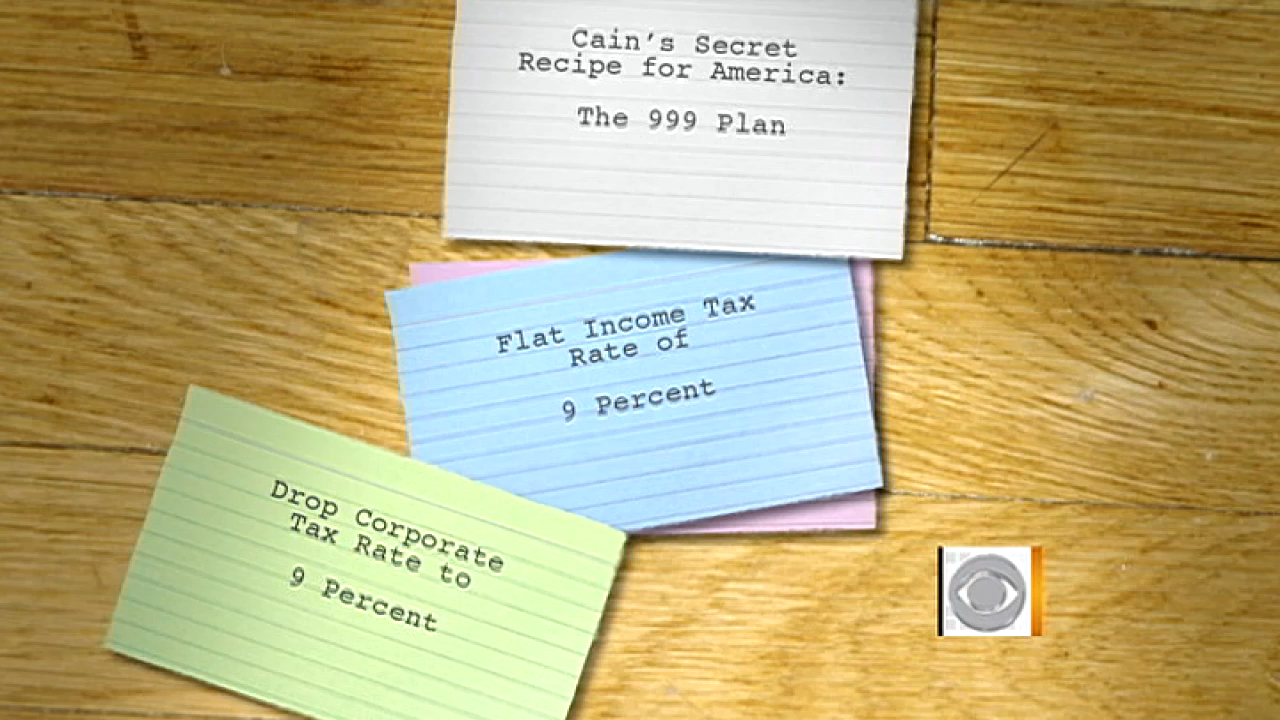 Cain's Secret
Recipe for America:
The 999 Plan
Flat Income Tax
Rate of
9 Percent
Drop Corporate
Tax Rate to
9 Percent